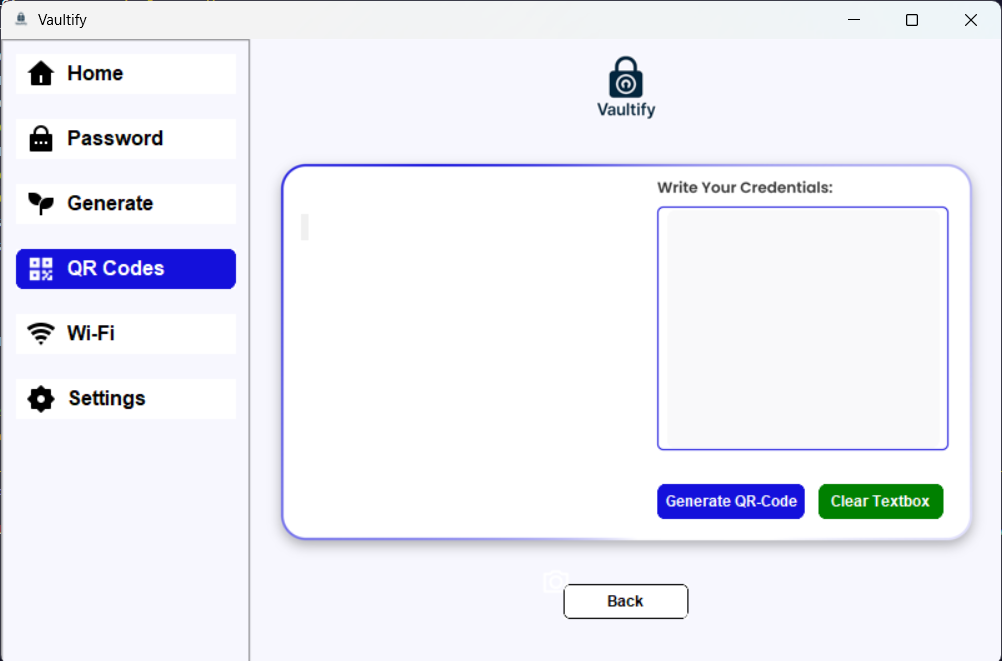 Vaultify
Home
Password
Generate
QR Codes
Wi-Fi
Settings
Vaultify
Write Your Credentials:
Generate QR-Code
Clear Textbox
Back